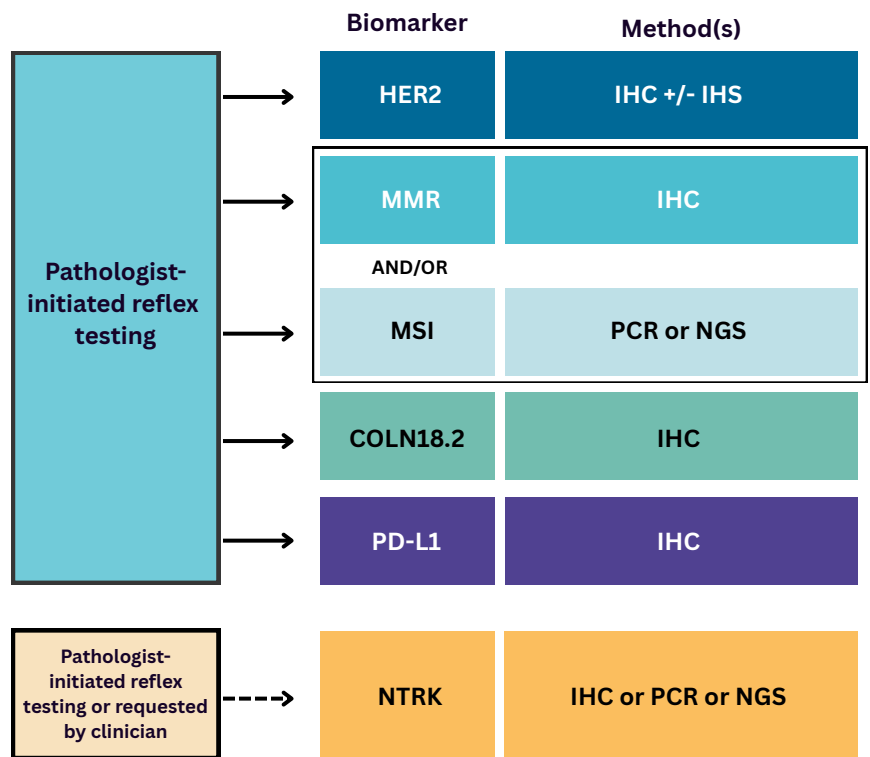 Biomarker
Method(s)
Pathologist-
initiated reflex
testing
HER2
IHC +/- IHS
MMR
IHC
AND/OR
MSI
PCR or NGS
COLN18.2
IHC
PD-L1
IHC
Pathologist-
initiated reflex
testing or requested
by clinician
NTRK
IHC or PCR or NGS